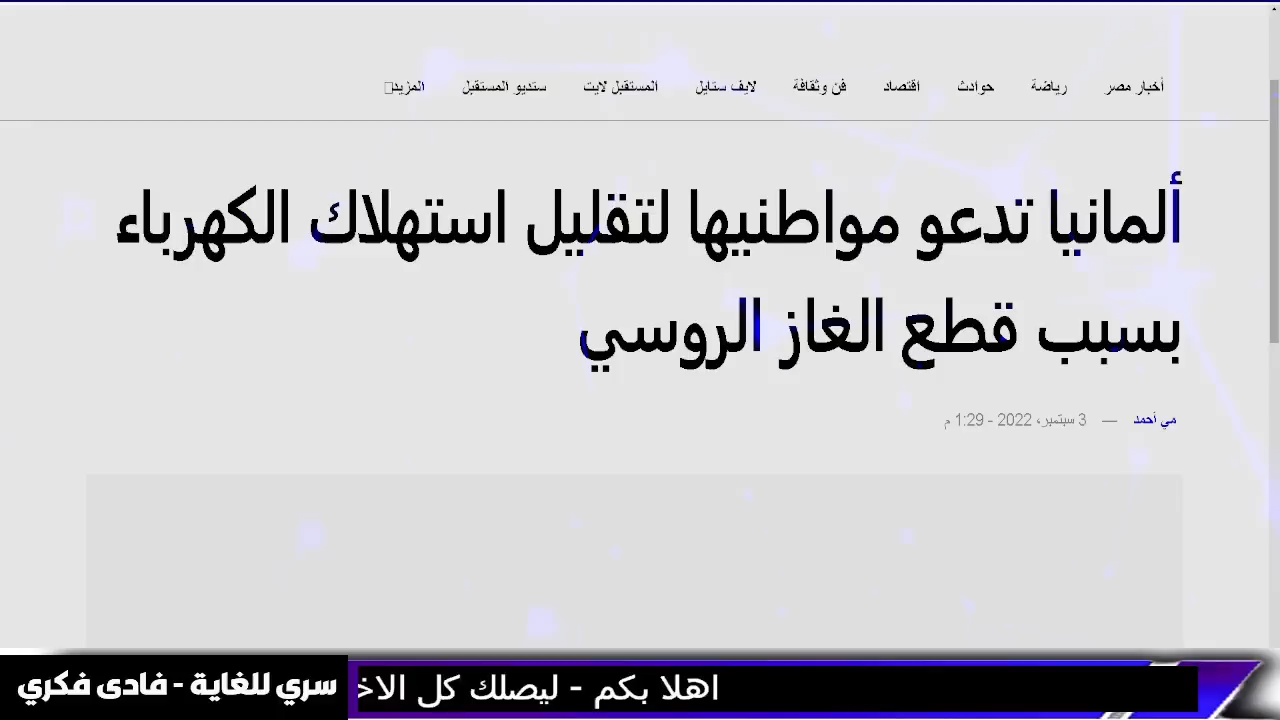 أخبار مصر رياضة حوادث اقتصاد فن وثقافة لايف ستايل المستقبل لايت ستديو المستقبل المزيد
ألمانيا تدعو مواطنيها لتقليل استهلاك الكهرباء
بسبب قطع الغاز الروسي
مي أحمد — 3 سبتمبر، 2022 - 1:29 م
اهلا بكم - ليصلك كل
سري للغاية - فادى فكري